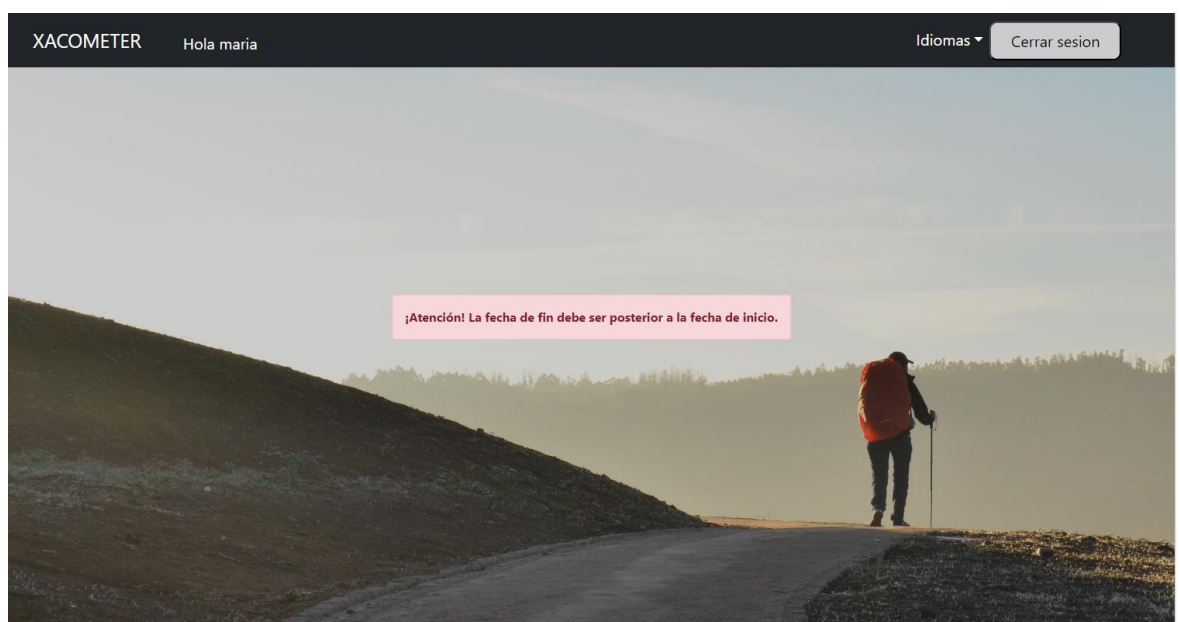 XACOMETER
Hola maria
Idiomas
Cerrar sesion
¡Atención! La fecha de fin debe ser posterior a la fecha de inicio.